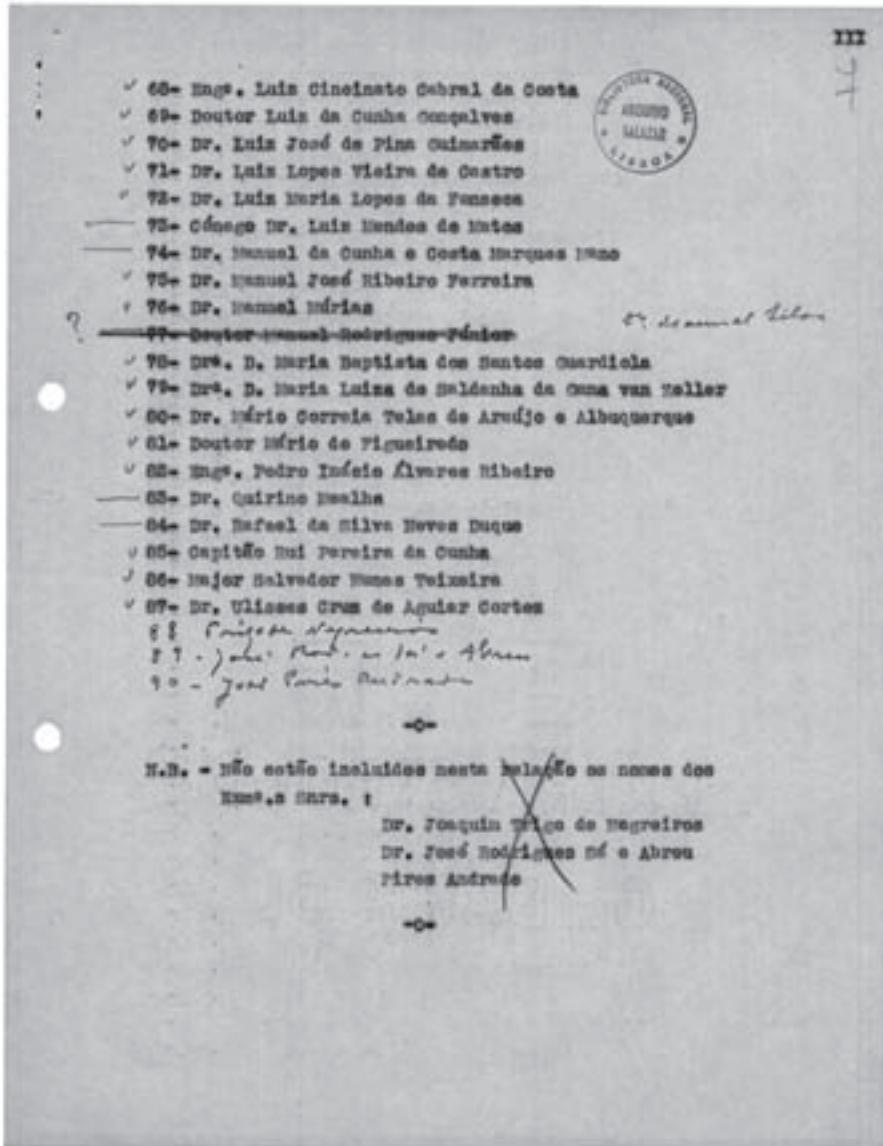 III
68- Engº. Luis Cincinato Cabral da Costa
69- Doutor Luis da Cunha Gonçalves
70- Dr. Luis José de Pina Guimarães
71- Dr. Luis Lopes Vieira de Castro
72- Dr. Luis Maria Lopes da Fonseca
73- Cónego Dr. Luis Mendes de Matos
74- Dr. Manuel da Cunha e Costa Marques Mano
75- Dr. Manuel José Ribeiro Ferreira
76- Dr. Manuel Múrias
? 77- Doutor Manuel Rodrigues Júnior
78- Drª. D. Maria Baptista dos Santos Guardiola
79- Drª. D. Maria Luiza de Saldanha da Gama van Zeller
80- Dr. Mário Correia Teles de Araújo e Albuquerque
81- Doutor Mário de Figueiredo
82- Engº. Pedro Inácio Álvares Ribeiro
83- Dr. Quirino Mealha
84- Dr. Rafael da Silva Neves Duque
85- Capitão Rui Pereira da Cunha
86- Major Salvador Nunes Teixeira
87- Dr. Ulisses Cruz de Aguiar Cortes
88
89 - José e Abreu
90 - José Pires Andrade
-o-
N.B. - Não estão incluidos nesta relação os nomes dos
Exmº.s Snrs. :
Dr. Joaquim Trigo de Negreiros
Dr. José Rodrigues Sá e Abreu
Pires Andrade
-o-
BIBLIOTECA NACIONAL
ARQUIVO
SALAZAR
LISBOA